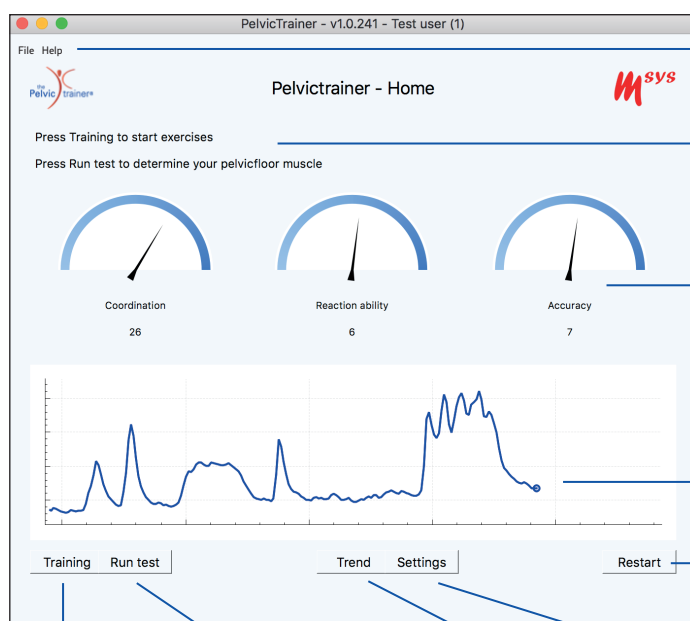 PelvicTrainer - v1.0.241 - Test user (1)
File Help
the
Pelvic trainer®
Pelvictrainer - Home
Msys
Press Training to start exercises
Press Run test to determine your pelvicfloor muscle
Coordination
Reaction ability
Accuracy
26
6
7
Training
Run test
Trend
Settings
Restart